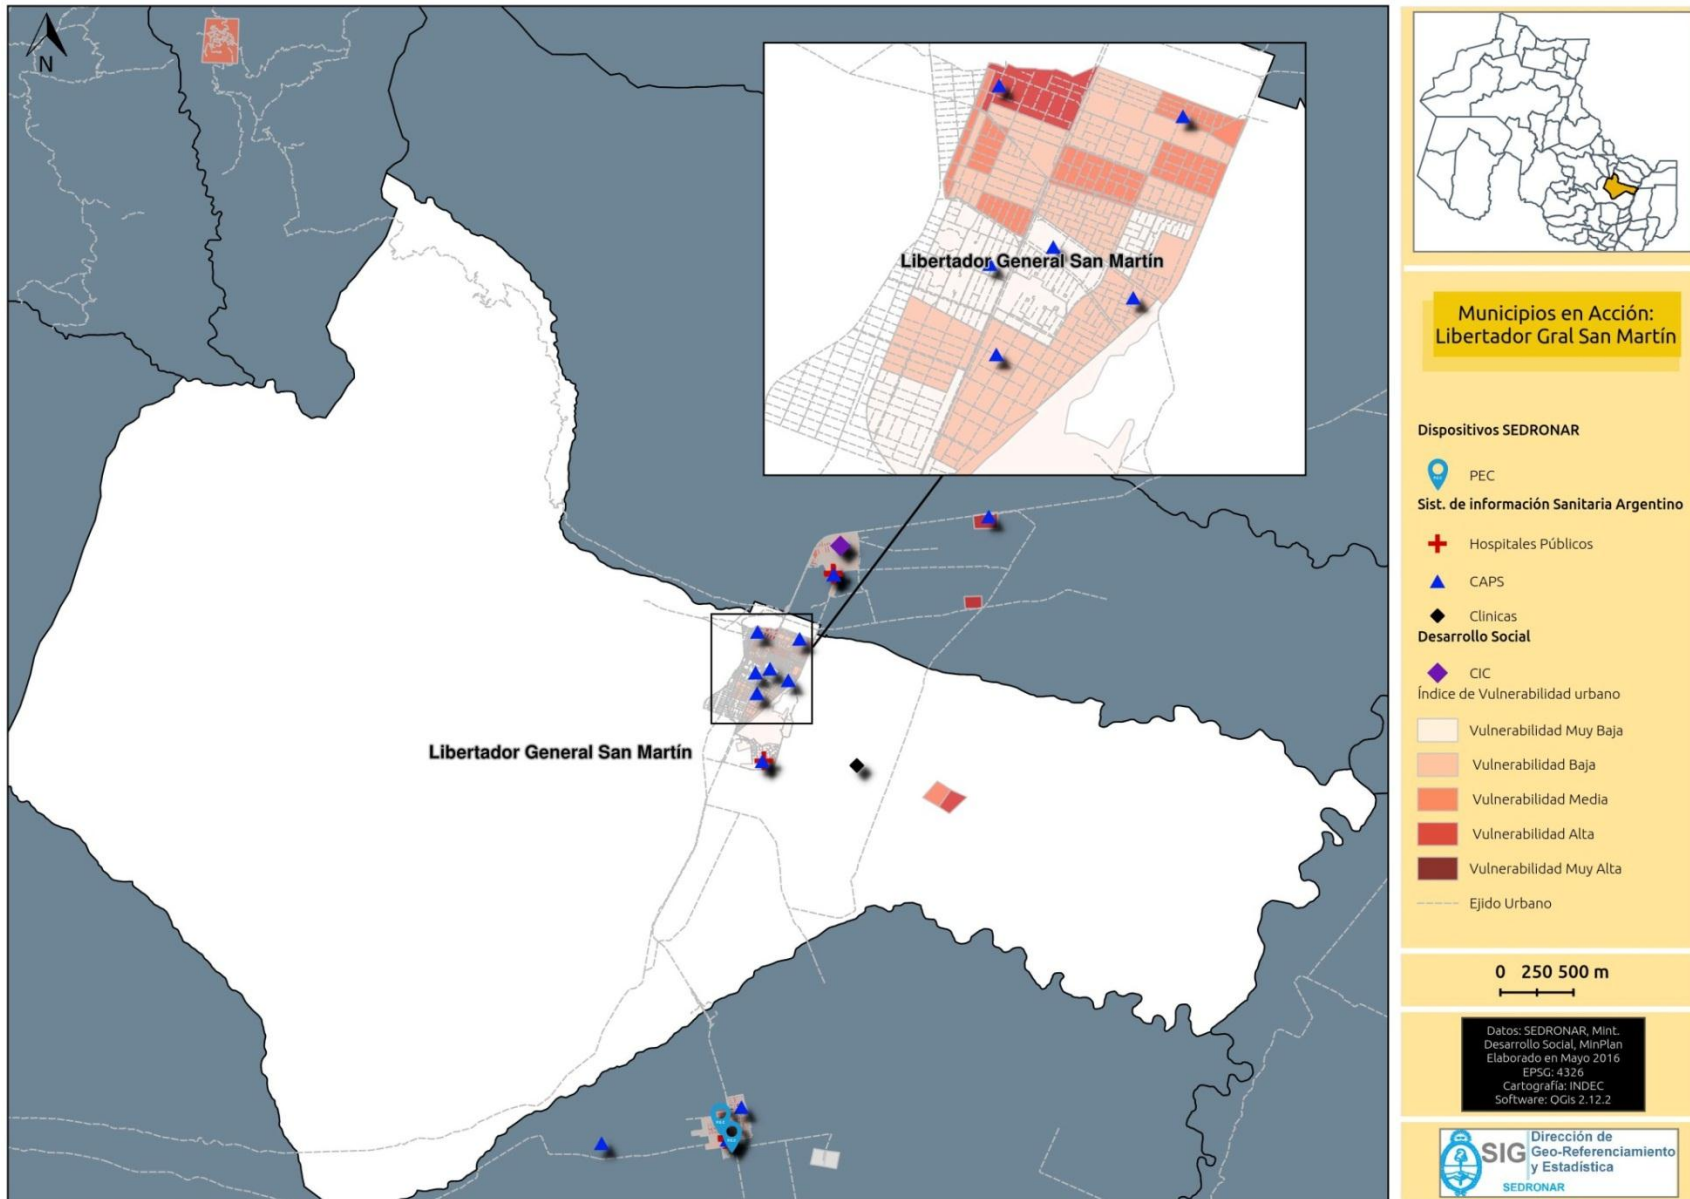 N
Libertador General San Martín
Libertador General San Martín
Municipios en Acción:
Libertador Gral San Martín
Dispositivos SEDRONAR
PEC
Sist. de información Sanitaria Argentino
Hospitales Públicos
CAPS
Clinicas
Desarrollo Social
CIC
Índice de Vulnerabilidad urbano
Vulnerabilidad Muy Baja
Vulnerabilidad Baja
Vulnerabilidad Media
Vulnerabilidad Alta
Vulnerabilidad Muy Alta
Ejido Urbano
0 250 500 m
Datos: SEDRONAR, Mint.
Desarrollo Social, MinPlan
Elaborado en Mayo 2016
EPSG: 4326
Cartografía: INDEC
Software: QGis 2.12.2
SIG
Dirección de
Geo-Referenciamiento
y Estadística
SEDRONAR